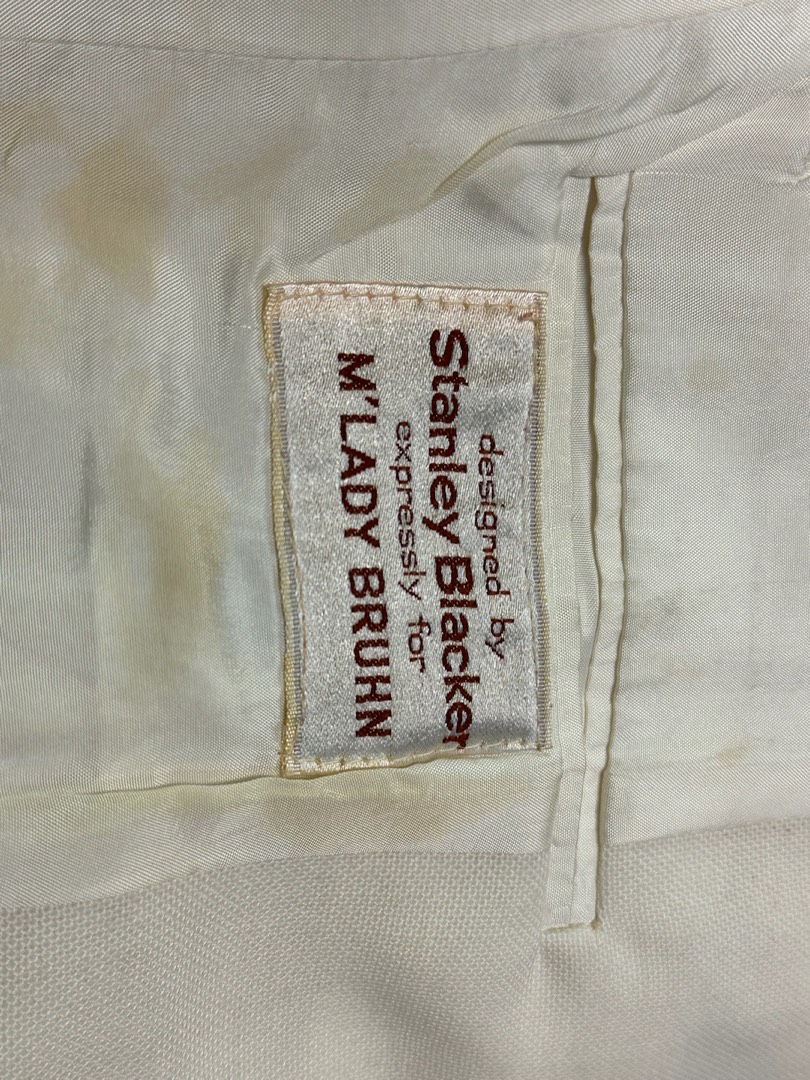 designed by
Stanley Blacker
expressly for
M'LADY BRUHN